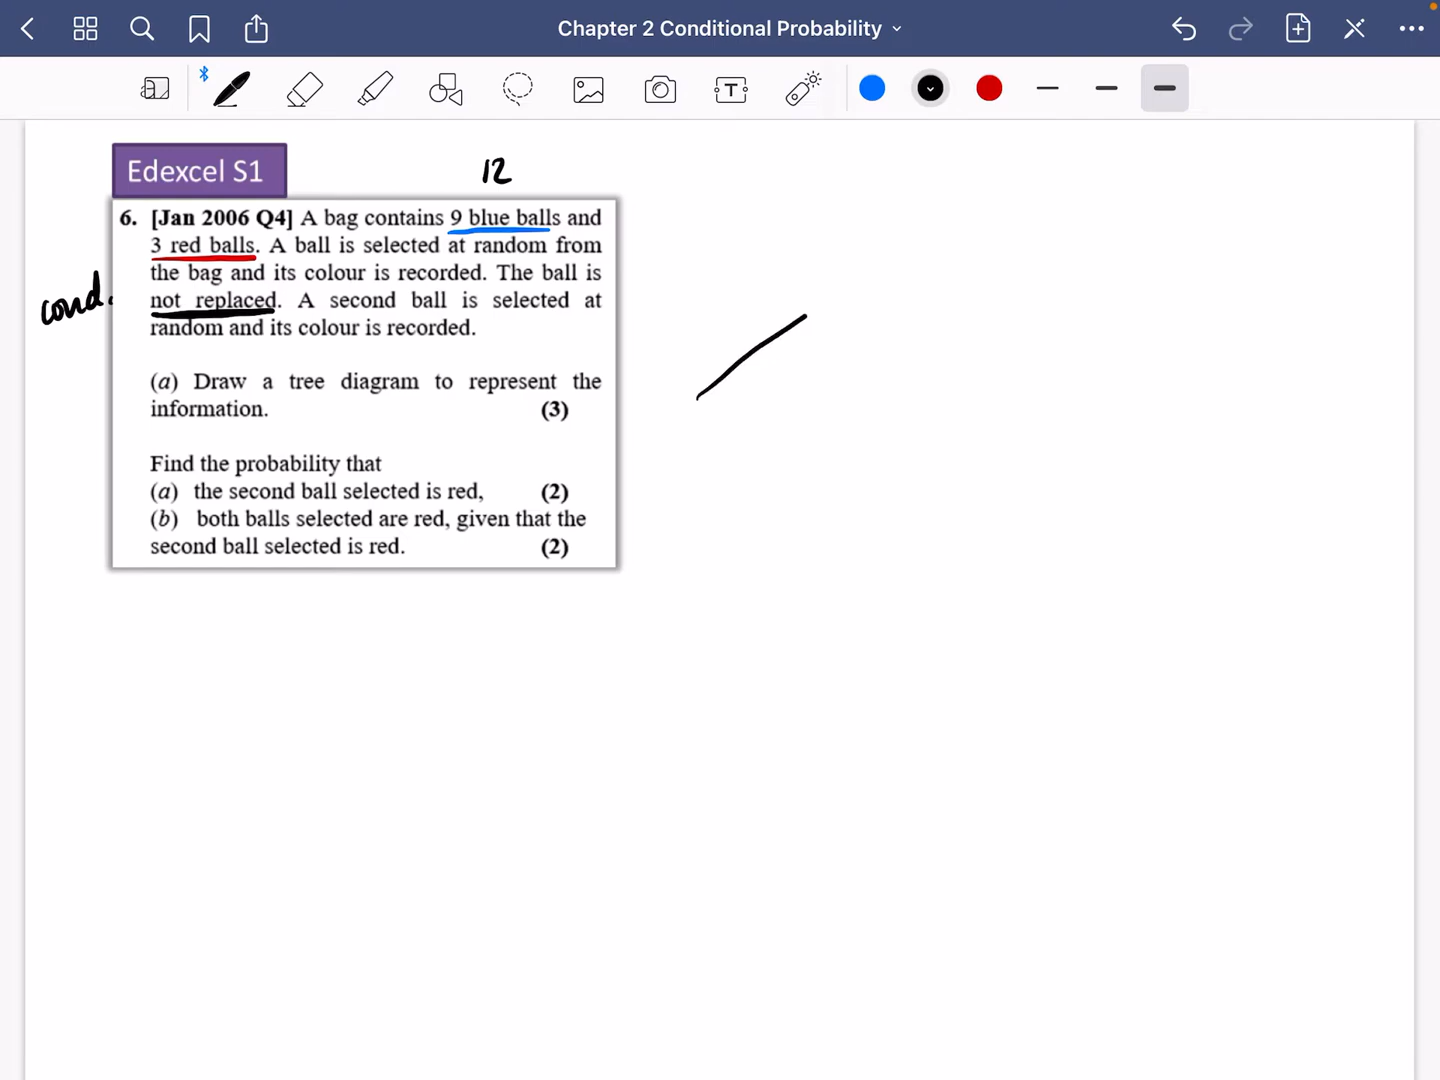 Chapter 2 Conditional Probability
Edexcel S1
12
6. [Jan 2006 Q4] A bag contains 9 blue balls and
3 red balls. A ball is selected at random from
the bag and its colour is recorded. The ball is
cond.
not replaced. A second ball is selected at
random and its colour is recorded.
(a) Draw a tree diagram to represent the
information. (3)
Find the probability that
(a) the second ball selected is red, (2)
(b) both balls selected are red, given that the
second ball selected is red. (2)